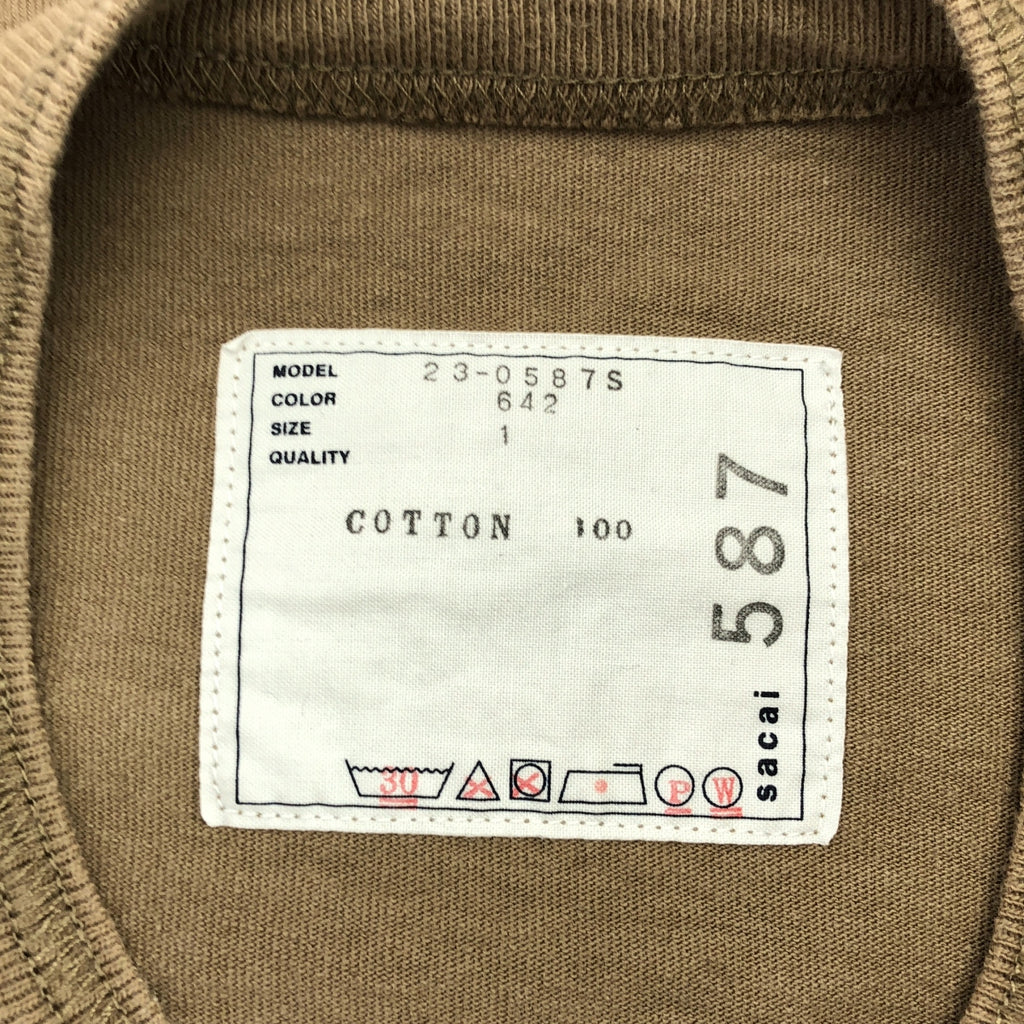 MODEL 23-0587S
COLOR 642
SIZE 1
QUALITY
COTTON 100
sacai 587
30
P
W